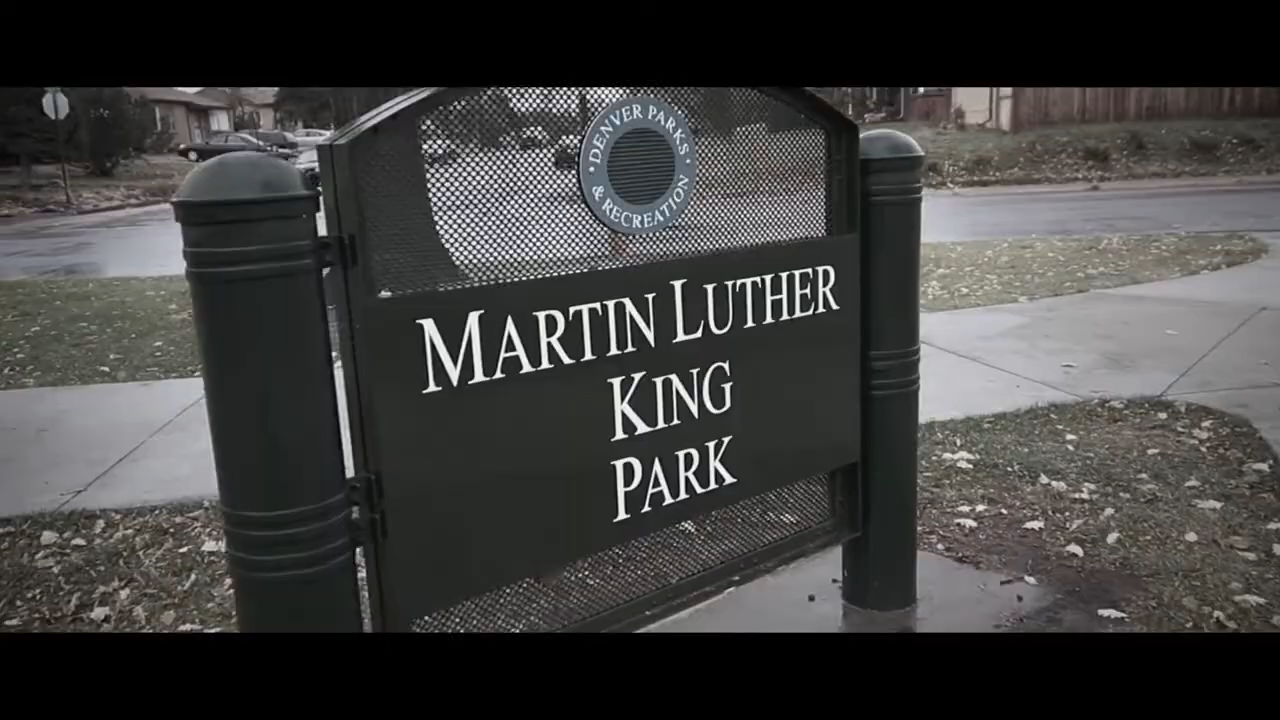 • DENVER PARKS •
& RECREATION
MARTIN LUTHER
KING
PARK